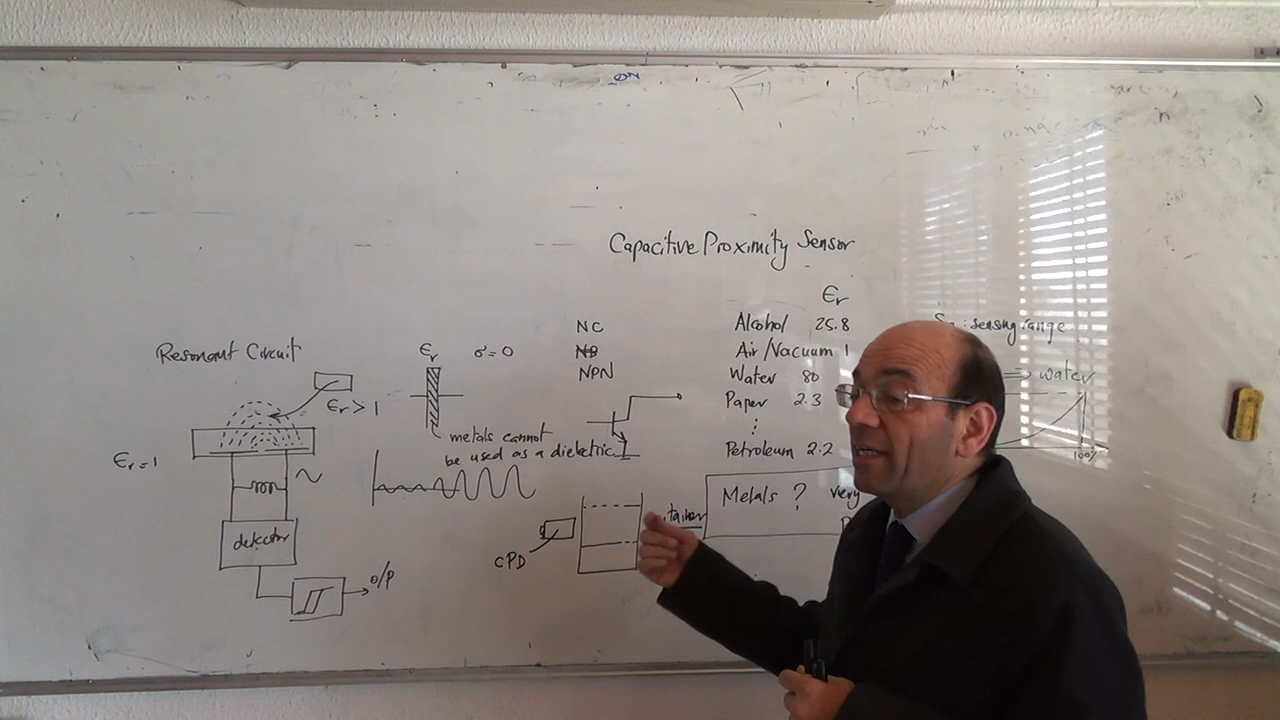 Capacitive Proximity Sensor
Resonant Circuit
εr > 1
εr = 1
detector
o/p
εr
σ = 0
metals cannot
be used as a dielectric
NC
NO
NPN
CPD
εr
Alcohol 25.8
Air/Vacuum 1
Water 80
Paper 2.3
⋮
Petroleum 2.2
Metals ? very
: sensing range
⇒ water
100%